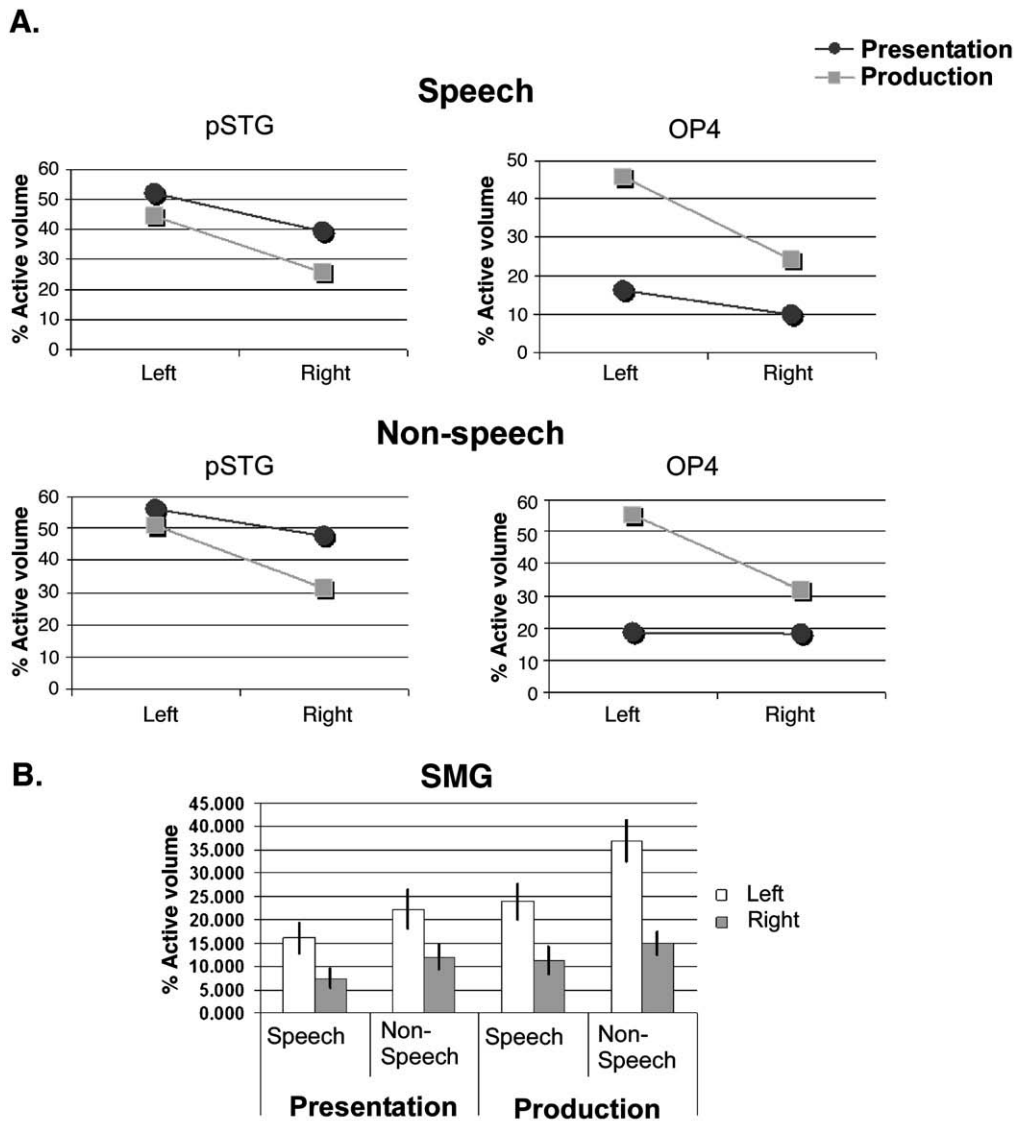 A.
Presentation
Production
Speech
pSTG
OP4
% Active volume
60
50
40
30
20
10
0
Left Right
% Active volume
50
40
30
20
10
0
Left Right
Non-speech
pSTG
OP4
% Active volume
60
50
40
30
20
10
0
Left Right
% Active volume
60
50
40
30
20
10
0
Left Right
B.
SMG
% Active volume
45.000
40.000
35.000
30.000
25.000
20.000
15.000
10.000
5.000
0.000
Left
Right
Speech Non-Speech Speech Non-Speech
Presentation Production